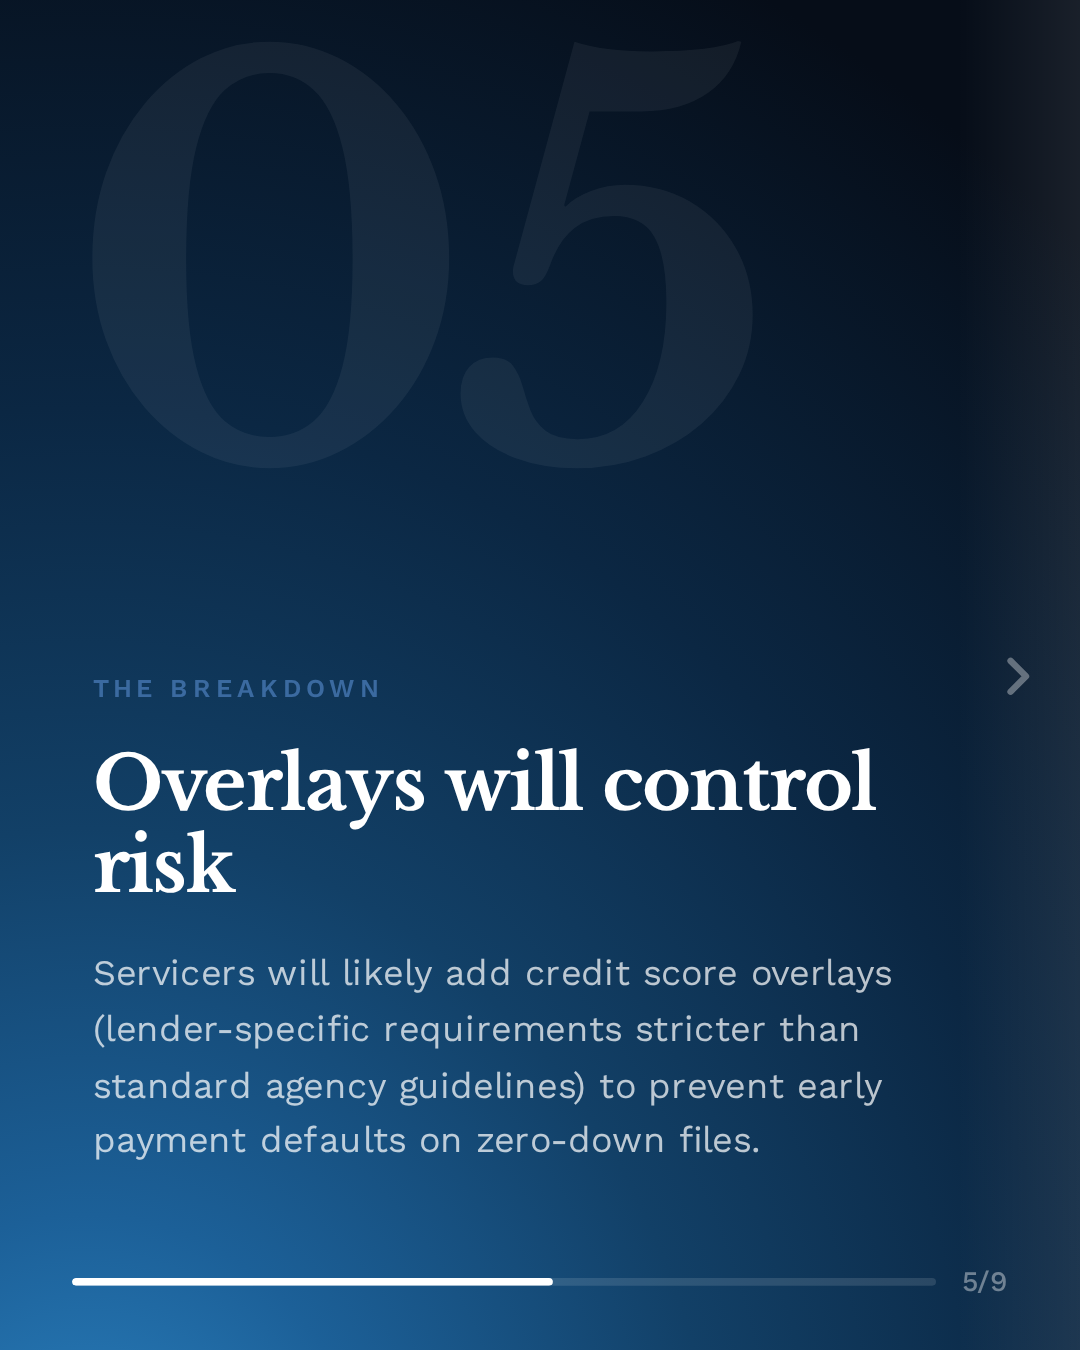 05
THE BREAKDOWN
Overlays will control
risk
Servicers will likely add credit score overlays
(lender-specific requirements stricter than
standard agency guidelines) to prevent early
payment defaults on zero-down files.
5/9